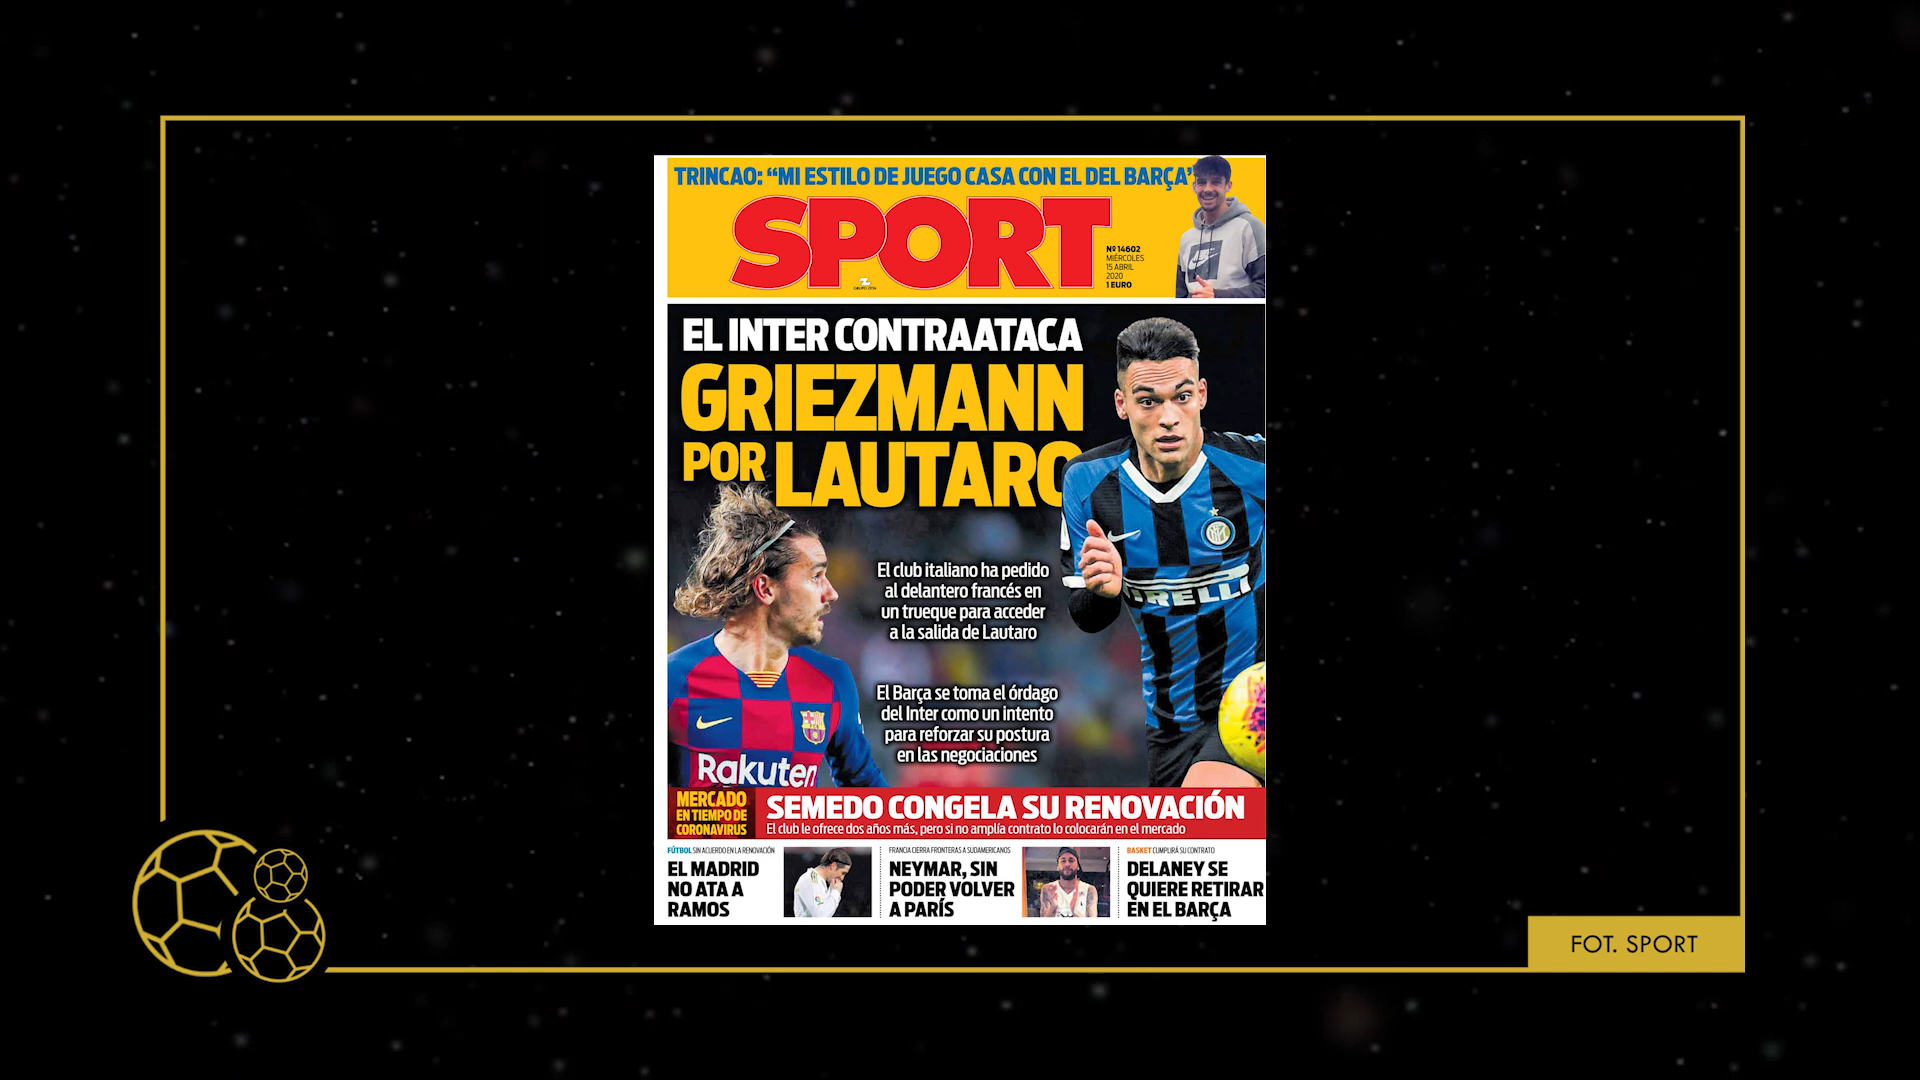 TRINCAO: “MI ESTILO DE JUEGO CASA CON EL DEL BARÇA”
SPORT
Nº 14602
MIÉRCOLES
15 ABRIL
2020
1 EURO
GRUPO ZETA
EL INTER CONTRAATACA
GRIEZMANN
POR LAUTARO
El club italiano ha pedido
al delantero francés en
un trueque para acceder
a la salida de Lautaro
El Barça se toma el órdago
del Inter como un intento
para reforzar su postura
en las negociaciones
PIRELLI
Rakuten
MERCADO
EN TIEMPO DE
CORONAVIRUS
SEMEDO CONGELA SU RENOVACIÓN
El club le ofrece dos años más, pero si no amplía contrato lo colocarán en el mercado
FÚTBOL SIN ACUERDO EN LA RENOVACIÓN
EL MADRID
NO ATA A
RAMOS
FRANCIA CIERRA FRONTERAS A SUDAMERICANOS
NEYMAR, SIN
PODER VOLVER
A PARÍS
BASKET CUMPLIRÁ SU CONTRATO
DELANEY SE
QUIERE RETIRAR
EN EL BARÇA
FOT. SPORT